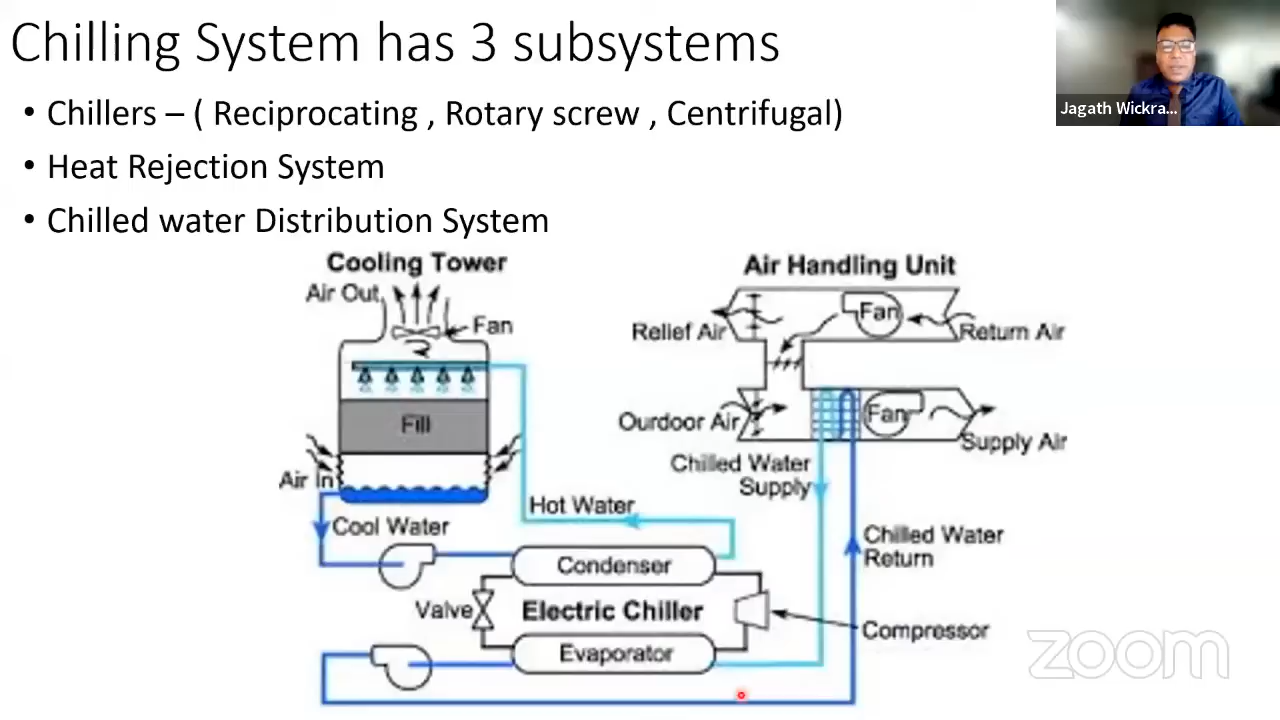 Chilling System has 3 subsystems
Jagath Wickra...
• Chillers – ( Reciprocating , Rotary screw , Centrifugal)
• Heat Rejection System
• Chilled water Distribution System
Cooling Tower
Air Out
Fan
Fill
Air In
Cool Water
Hot Water
Air Handling Unit
Fan
Relief Air
Return Air
Ourdoor Air
Fan
Supply Air
Chilled Water
Supply
Chilled Water
Return
Condenser
Valve
Electric Chiller
Compressor
Evaporator
zoom